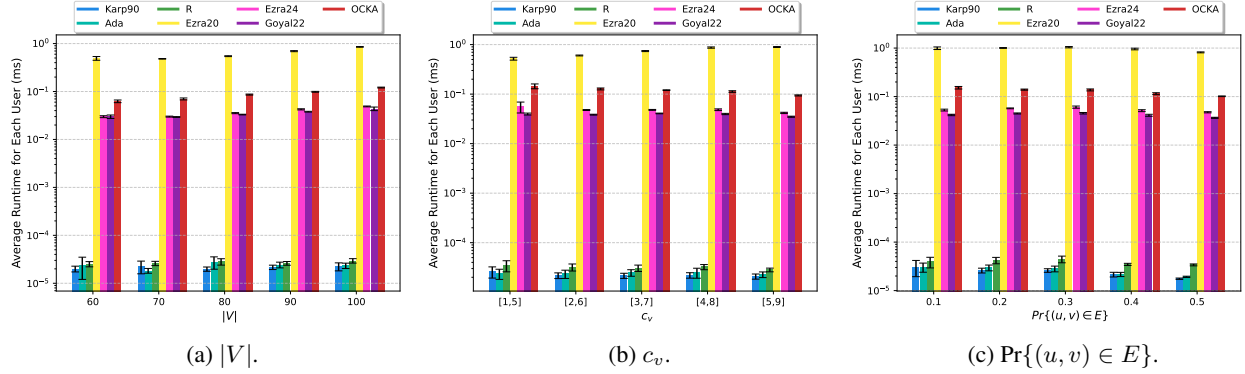 Karp90 R Ezra24 OCKA
Ada Ezra20 Goyal22
Average Runtime for Each User (ms)
10^0
10^-1
10^-2
10^-3
10^-4
10^-5
60 70 80 90 100
|V|
(a) |V|.
Karp90 R Ezra24 OCKA
Ada Ezra20 Goyal22
Average Runtime for Each User (ms)
10^0
10^-1
10^-2
10^-3
10^-4
[1,5] [2,6] [3,7] [4,8] [5,9]
c_v
(b) c_v.
Karp90 R Ezra24 OCKA
Ada Ezra20 Goyal22
Average Runtime for Each User (ms)
10^0
10^-1
10^-2
10^-3
10^-4
10^-5
0.1 0.2 0.3 0.4 0.5
Pr{(u, v) ∈ E}
(c) Pr{(u, v) ∈ E}.